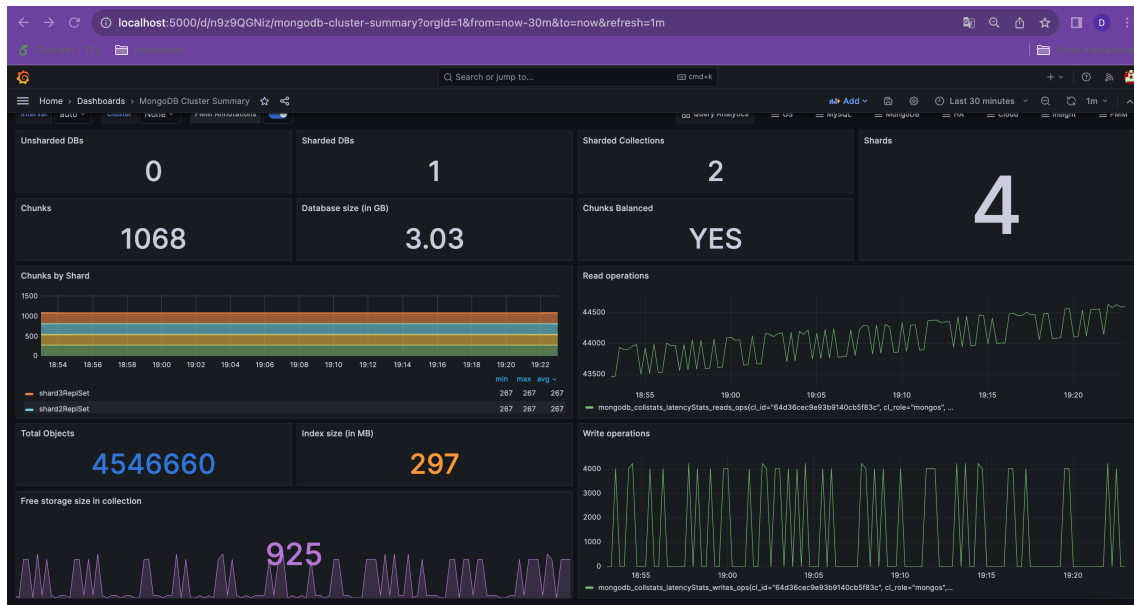 localhost:5000/d/n9z9QGNiz/mongodb-cluster-summary?orgId=1&from=now-30m&to=now&refresh=1m
D
Search or jump to... cmd+k
Home › Dashboards › MongoDB Cluster Summary
Add
Last 30 minutes
1m
Interval auto Cluster None PMM Annotations
Query Analytics OS MySQL MongoDB HA Cloud Insight PMM
Unsharded DBs
0
Sharded DBs
1
Sharded Collections
2
Shards
4
Chunks
1068
Database size (in GB)
3.03
Chunks Balanced
YES
Chunks by Shard
1500
1000
500
0
18:54 18:56 18:58 19:00 19:02 19:04 19:06 19:08 19:10 19:12 19:14 19:16 19:18 19:20 19:22
min max avg
shard3ReplSet 267 267 267
shard2ReplSet 267 267 267
Read operations
44500
44000
43500
18:55 19:00 19:05 19:10 19:15 19:20
mongodb_collstats_latencyStats_reads_ops{cl_id="64d36cec9e93b9140cb5f83c", cl_role="mongos", ...
Total Objects
4546660
Index size (in MB)
297
Write operations
4000
3000
2000
1000
0
18:55 19:00 19:05 19:10 19:15 19:20
mongodb_collstats_latencyStats_writes_ops{cl_id="64d36cec9e93b9140cb5f83c", cl_role="mongos",...
Free storage size in collection
925